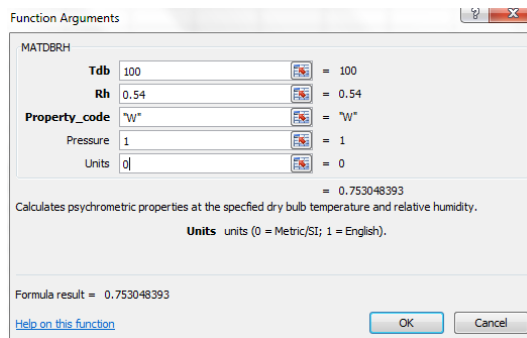 Function Arguments
MATDBRH
Tdb 100 = 100
Rh 0.54 = 0.54
Property_code "W" = "W"
Pressure 1 = 1
Units 0 = 0
= 0.753048393
Calculates psychrometric properties at the specfied dry bulb temperature and relative humidity.
Units units (0 = Metric/SI; 1 = English).
Formula result = 0.753048393
Help on this function OK Cancel